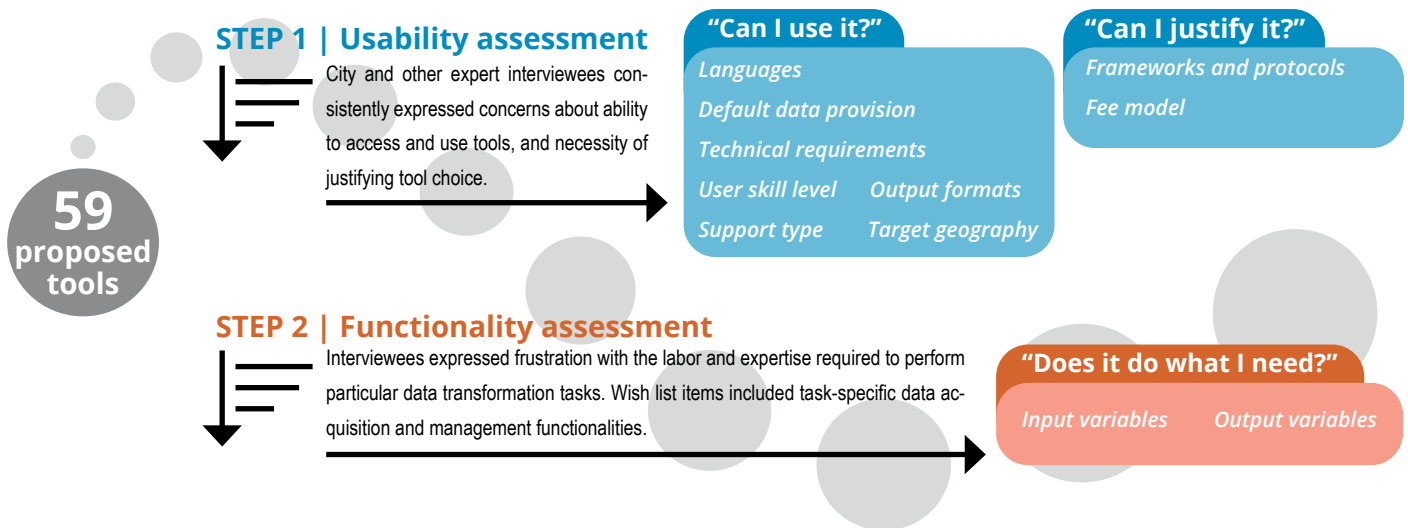 59
proposed
tools
STEP 1 | Usability assessment
City and other expert interviewees con-
sistently expressed concerns about ability
to access and use tools, and necessity of
justifying tool choice.
“Can I use it?”
Languages
Default data provision
Technical requirements
User skill level Output formats
Support type Target geography
“Can I justify it?”
Frameworks and protocols
Fee model
STEP 2 | Functionality assessment
Interviewees expressed frustration with the labor and expertise required to perform
particular data transformation tasks. Wish list items included task-specific data ac-
quisition and management functionalities.
“Does it do what I need?”
Input variables Output variables